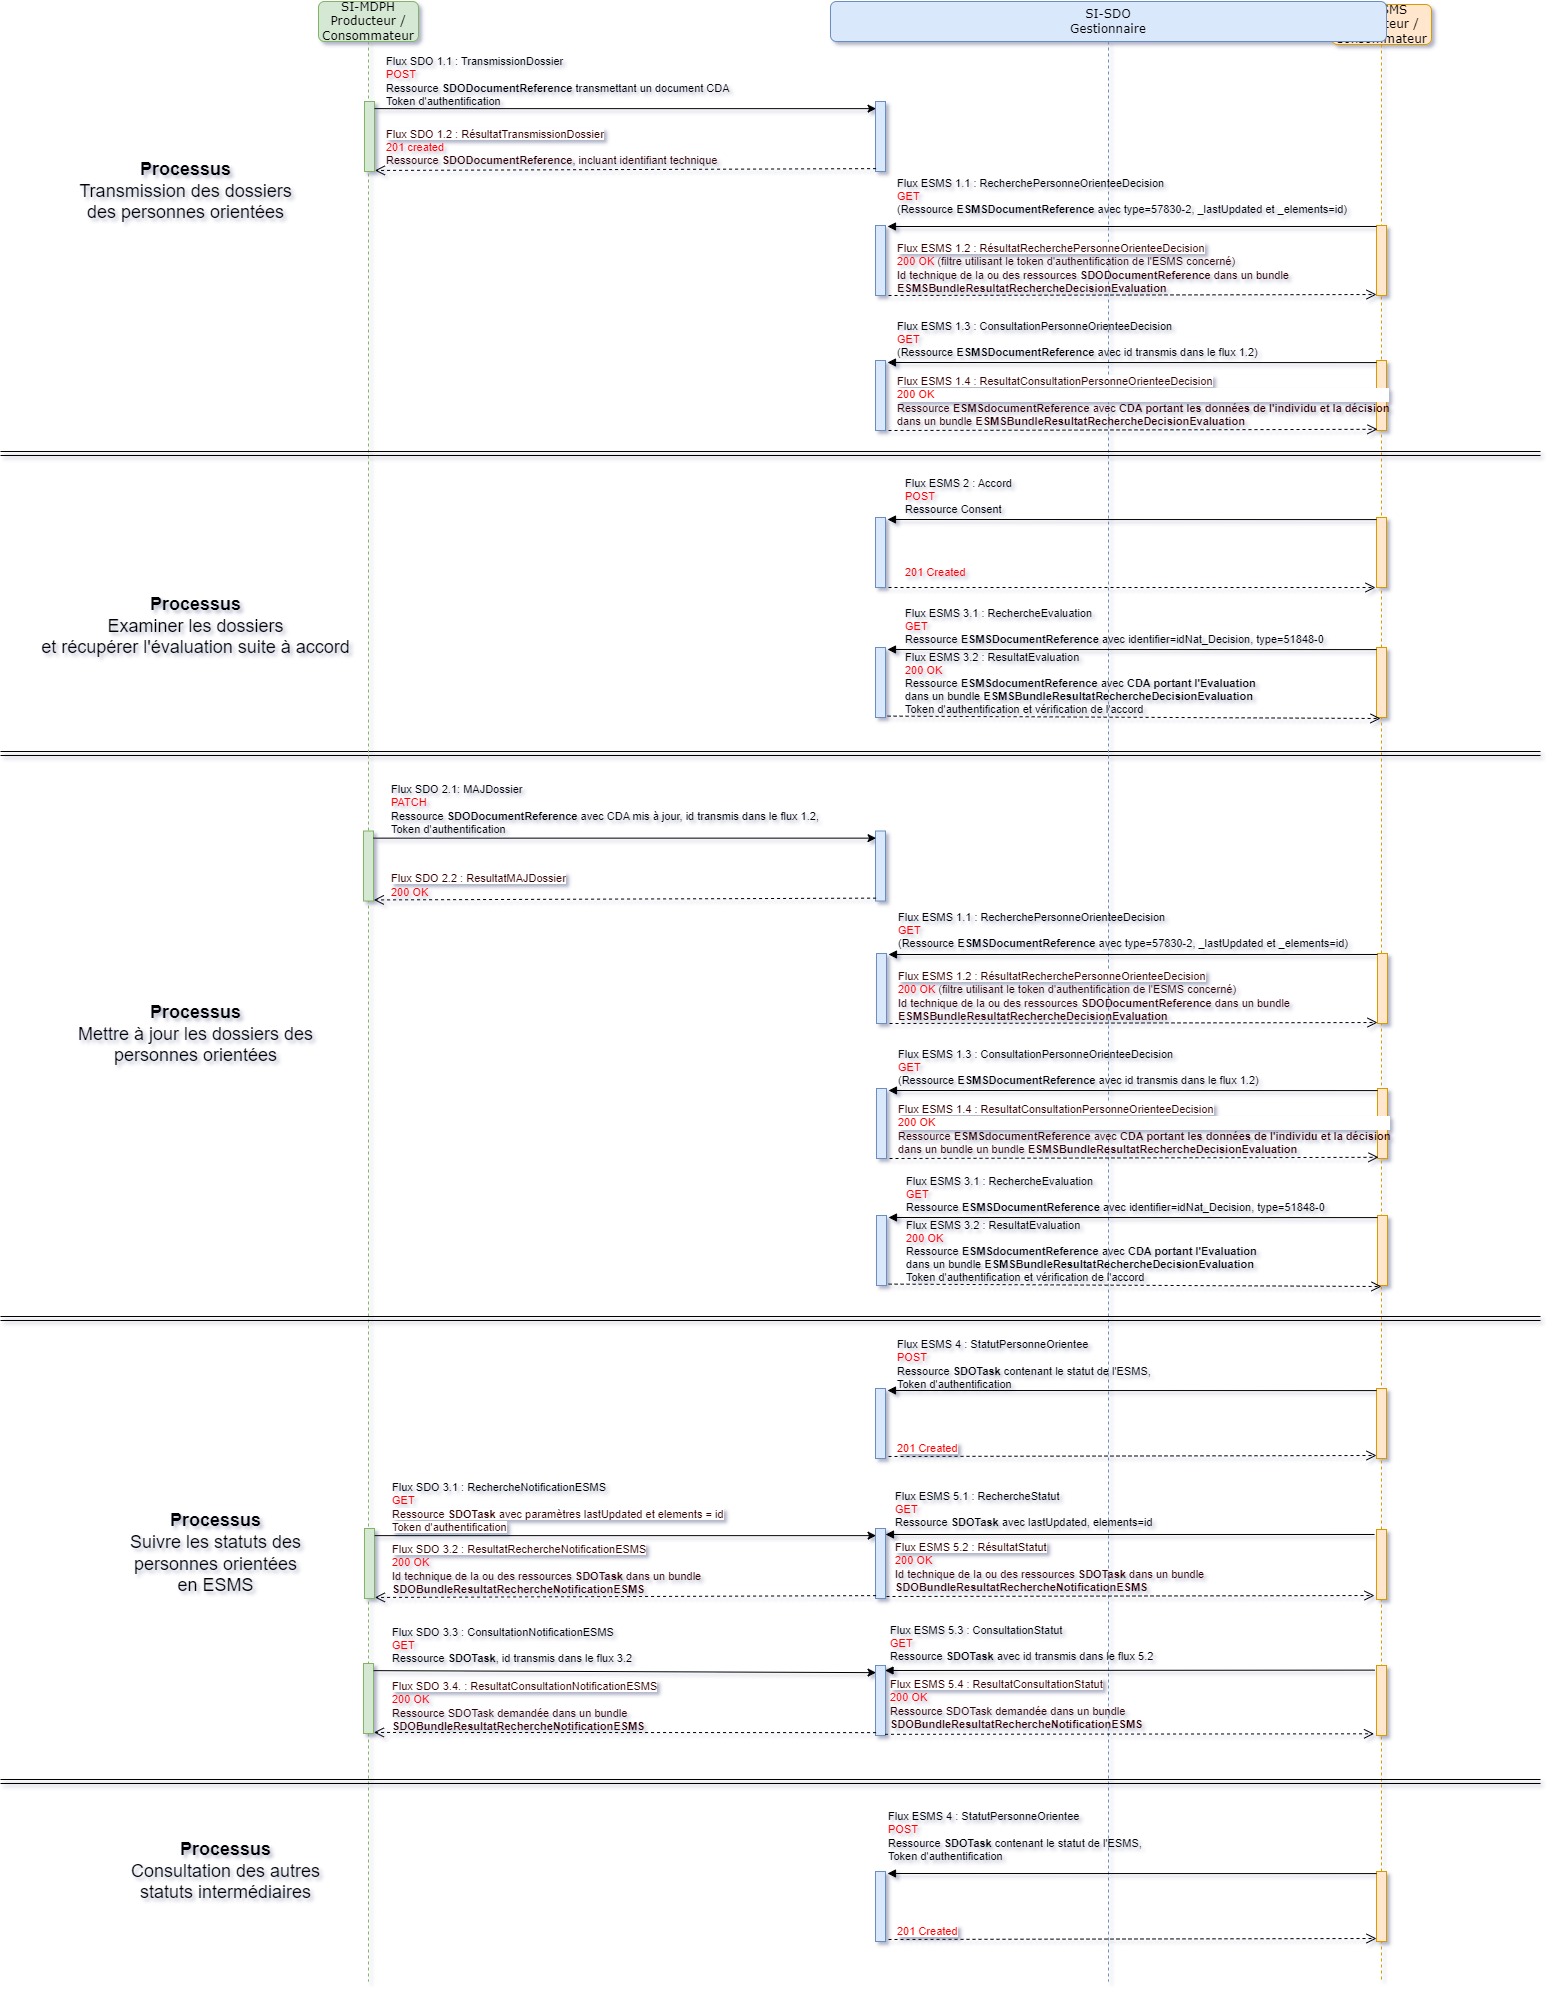 SI-MDPH
Producteur /
Consommateur
SI-SDO
Gestionnaire
Flux SDO 1.1 : TransmissionDossier
POST
Ressource SDODocumentReference transmettant un document CDA
Token d'authentification
Flux SDO 1.2 : RésultatTransmissionDossier
201 created
Ressource SDODocumentReference, incluant identifiant technique
Processus
Transmission des dossiers
des personnes orientées
Flux ESMS 1.1 : RecherchePersonneOrienteeDecision
GET
(Ressource ESMSDocumentReference avec type=57830-2, _lastUpdated et _elements=id)
Flux ESMS 1.2 : RésultatRecherchePersonneOrienteeDecision
200 OK (filtre utilisant le token d'authentification de l'ESMS concerné)
Id technique de la ou des ressources SDODocumentReference dans un bundle
ESMSBundleResultatRechercheDecisionEvaluation
Flux ESMS 1.3 : ConsultationPersonneOrienteeDecision
GET
(Ressource ESMSDocumentReference avec id transmis dans le flux 1.2)
Flux ESMS 1.4 : ResultatConsultationPersonneOrienteeDecision
200 OK
Ressource ESMSdocumentReference avec CDA portant les données de l'individu et la décision
dans un bundle ESMSBundleResultatRechercheDecisionEvaluation
Flux ESMS 2 : Accord
POST
Ressource Consent
201 Created
Processus
Examiner les dossiers
et récupérer l'évaluation suite à accord
Flux ESMS 3.1 : RechercheEvaluation
GET
Ressource ESMSDocumentReference avec identifier=idNat_Decision, type=51848-0
Flux ESMS 3.2 : ResultatEvaluation
200 OK
Ressource ESMSdocumentReference avec CDA portant l'Evaluation
dans un bundle ESMSBundleResultatRechercheDecisionEvaluation
Token d'authentification et vérification de l'accord
Flux SDO 2.1: MAJDossier
PATCH
Ressource SDODocumentReference avec CDA mis à jour, id transmis dans le flux 1.2,
Token d'authentification
Flux SDO 2.2 : ResultatMAJDossier
200 OK
Flux ESMS 1.1 : RecherchePersonneOrienteeDecision
GET
(Ressource ESMSDocumentReference avec type=57830-2, _lastUpdated et _elements=id)
Flux ESMS 1.2 : RésultatRecherchePersonneOrienteeDecision
200 OK (filtre utilisant le token d'authentification de l'ESMS concerné)
Id technique de la ou des ressources SDODocumentReference dans un bundle
ESMSBundleResultatRechercheDecisionEvaluation
Processus
Mettre à jour les dossiers des
personnes orientées
Flux ESMS 1.3 : ConsultationPersonneOrienteeDecision
GET
(Ressource ESMSDocumentReference avec id transmis dans le flux 1.2)
Flux ESMS 1.4 : ResultatConsultationPersonneOrienteeDecision
200 OK
Ressource ESMSdocumentReference avec CDA portant les données de l'individu et la décision
dans un bundle un bundle ESMSBundleResultatRechercheDecisionEvaluation
Flux ESMS 3.1 : RechercheEvaluation
GET
Ressource ESMSDocumentReference avec identifier=idNat_Decision, type=51848-0
Flux ESMS 3.2 : ResultatEvaluation
200 OK
Ressource ESMSdocumentReference avec CDA portant l'Evaluation
dans un bundle ESMSBundleResultatRechercheDecisionEvaluation
Token d'authentification et vérification de l'accord
Flux ESMS 4 : StatutPersonneOrientee
POST
Ressource SDOTask contenant le statut de l'ESMS,
Token d'authentification
201 Created
Processus
Suivre les statuts des
personnes orientées
en ESMS
Flux SDO 3.1 : RechercheNotificationESMS
GET
Ressource SDOTask avec paramètres lastUpdated et elements = id
Token d'authentification
Flux SDO 3.2 : ResultatRechercheNotificationESMS
200 OK
Id technique de la ou des ressources SDOTask dans un bundle
SDOBundleResultatRechercheNotificationESMS
Flux ESMS 5.1 : RechercheStatut
GET
Ressource SDOTask avec lastUpdated, elements=id
Flux ESMS 5.2 : RésultatStatut
200 OK
Id technique de la ou des ressources SDOTask dans un bundle
SDOBundleResultatRechercheNotificationESMS
Flux SDO 3.3 : ConsultationNotificationESMS
GET
Ressource SDOTask, id transmis dans le flux 3.2
Flux SDO 3.4. : ResultatConsultationNotificationESMS
200 OK
Ressource SDOTask demandée dans un bundle
SDOBundleResultatRechercheNotificationESMS
Flux ESMS 5.3 : ConsultationStatut
GET
Ressource SDOTask avec id transmis dans le flux 5.2
Flux ESMS 5.4 : ResultatConsultationStatut
200 OK
Ressource SDOTask demandée dans un bundle
SDOBundleResultatRechercheNotificationESMS
Processus
Consultation des autres
statuts intermédiaires
Flux ESMS 4 : StatutPersonneOrientee
POST
Ressource SDOTask contenant le statut de l'ESMS,
Token d'authentification
201 Created